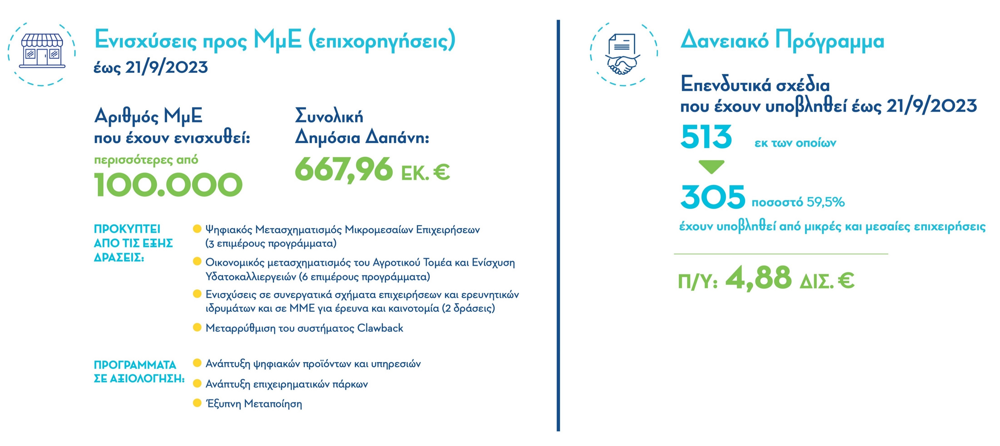 Ενισχύσεις προς ΜμΕ (επιχορηγήσεις)
έως 21/9/2023
Αριθμός ΜμΕ
που έχουν ενισχυθεί:
περισσότερες από
100.000
Συνολική
Δημόσια Δαπάνη:
667,96 ΕΚ. €
ΠΡΟΚΥΠΤΕΙ
ΑΠΟ ΤΙΣ ΕΞΗΣ
ΔΡΑΣΕΙΣ:
Ψηφιακός Μετασχηματισμός Μικρομεσαίων Επιχειρήσεων
(3 επιμέρους προγράμματα)
Οικονομικός μετασχηματισμός του Αγροτικού Τομέα και Ενίσχυση
Υδατοκαλλιεργειών (6 επιμέρους προγράμματα)
Ενισχύσεις σε συνεργατικά σχήματα επιχειρήσεων και ερευνητικών
ιδρυμάτων και σε ΜΜΕ για έρευνα και καινοτομία (2 δράσεις)
Μεταρρύθμιση του συστήματος Clawback
ΠΡΟΓΡΑΜΜΑΤΑ
ΣΕ ΑΞΙΟΛΟΓΗΣΗ:
Ανάπτυξη ψηφιακών προϊόντων και υπηρεσιών
Ανάπτυξη επιχειρηματικών πάρκων
Έξυπνη Μεταποίηση
Δανειακό Πρόγραμμα
Επενδυτικά σχέδια
που έχουν υποβληθεί έως 21/9/2023
513 εκ των οποίων
305 ποσοστό 59,5%
έχουν υποβληθεί από μικρές και μεσαίες επιχειρήσεις
Π/Υ: 4,88 ΔΙΣ. €